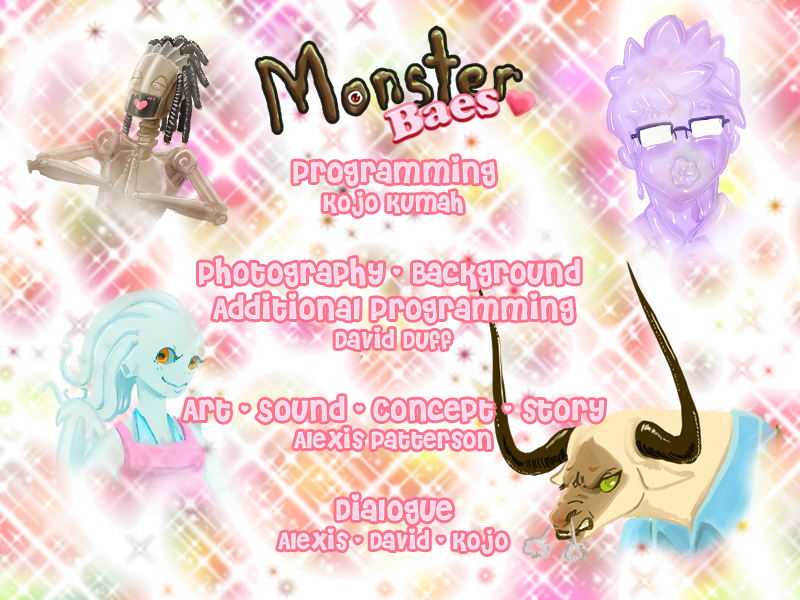 Monster
Baes
Programming
Kojo Kumah
Photography • Background
Additional Programming
David Duff
Art • Sound • Concept • Story
Alexis Patterson
Dialogue
Alexis • David • Kojo